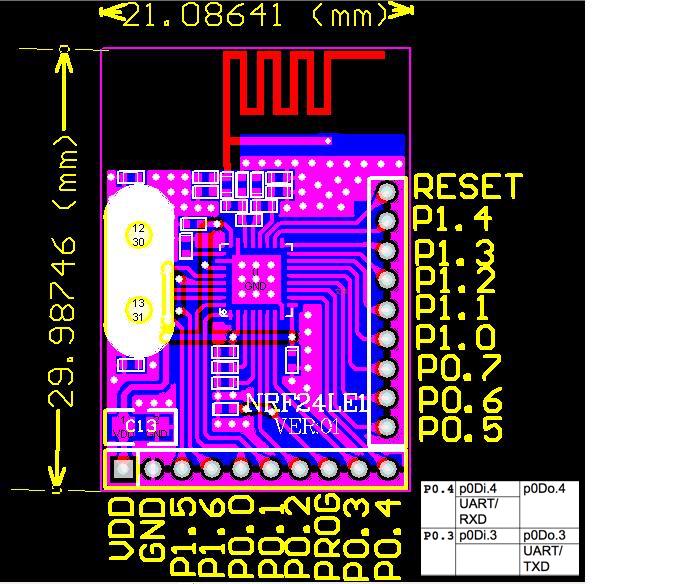 21.08641 (mm)
29.98746 (mm)
RESET
P1.4
P1.3
P1.2
P1.1
P1.0
P0.7
P0.6
P0.5
12
30
13
31
0
GND
NRF24LE1
VER:01
C13
VDD
GND
VDD
GND
P1.5
P1.6
P0.0
P0.1
P0.2
PROG
P0.3
P0.4
P0.4 p0Di.4 p0Do.4
UART/
RXD
P0.3 p0Di.3 p0Do.3
UART/
TXD